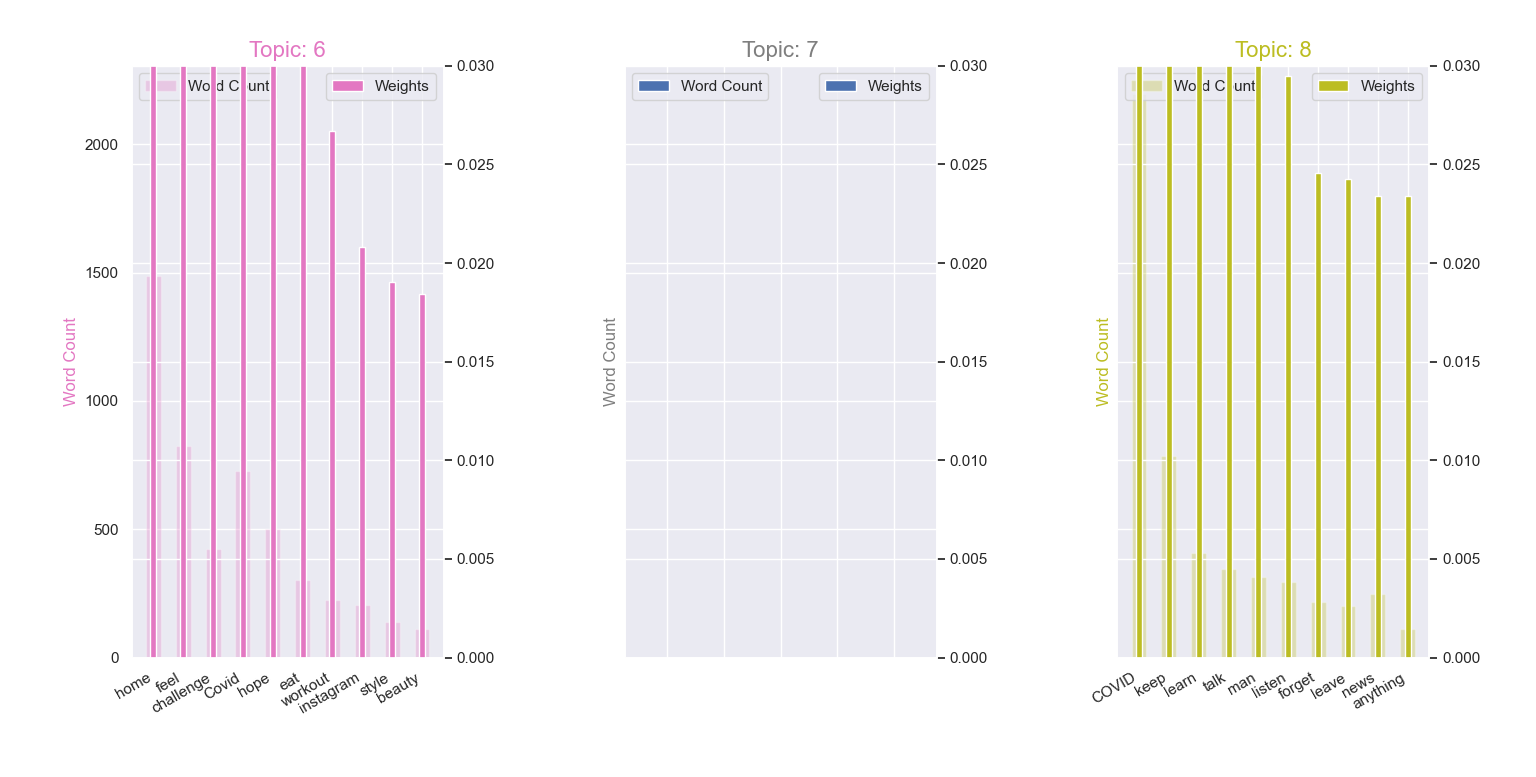 Topic: 6
Word Count
Weights
0.030
0.025
0.020
0.015
0.010
0.005
0.000
2000
1500
1000
500
0
Word Count
home
feel
challenge
Covid
hope
eat
workout
instagram
style
beauty
Topic: 7
Word Count
Weights
0.030
0.025
0.020
0.015
0.010
0.005
0.000
Word Count
Topic: 8
Word Count
Weights
0.030
0.025
0.020
0.015
0.010
0.005
0.000
Word Count
COVID
keep
learn
talk
man
listen
forget
leave
news
anything